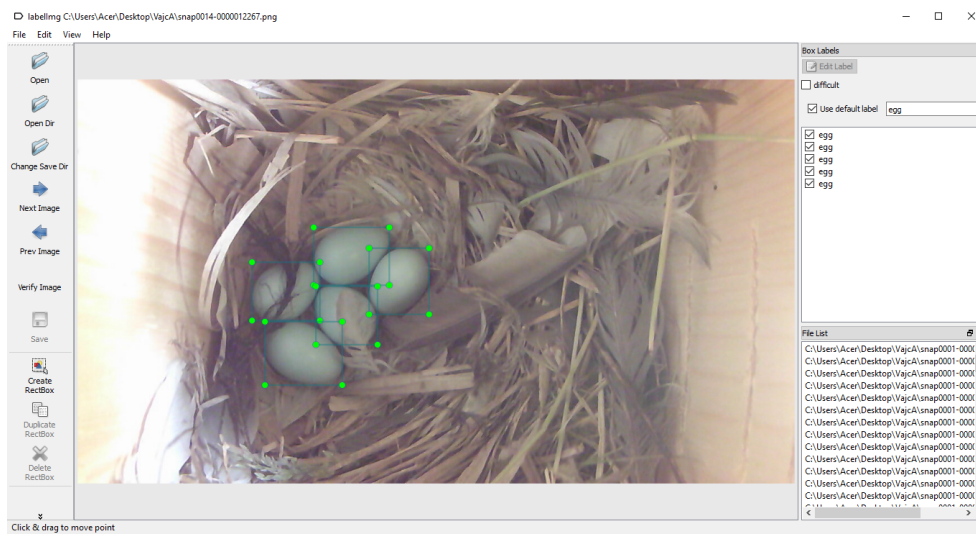 labelImg C:\Users\Acer\Desktop\VajcA\snap0014-0000012267.png
File Edit View Help
Open
Open Dir
Change Save Dir
Next Image
Prev Image
Verify Image
Save
Create
RectBox
Duplicate
RectBox
Delete
RectBox
Click & drag to move point
Box Labels
Edit Label
difficult
Use default label egg
egg
egg
egg
egg
egg
File List
C:\Users\Acer\Desktop\VajcA\snap0001-000
C:\Users\Acer\Desktop\VajcA\snap0001-000
C:\Users\Acer\Desktop\VajcA\snap0001-000
C:\Users\Acer\Desktop\VajcA\snap0001-000
C:\Users\Acer\Desktop\VajcA\snap0001-000
C:\Users\Acer\Desktop\VajcA\snap0001-000
C:\Users\Acer\Desktop\VajcA\snap0001-000
C:\Users\Acer\Desktop\VajcA\snap0001-000
C:\Users\Acer\Desktop\VajcA\snap0001-000
C:\Users\Acer\Desktop\VajcA\snap0001-000
C:\Users\Acer\Desktop\VajcA\snap0001-000
C:\Users\Acer\Desktop\VajcA\snap0001-000
C:\Users\Acer\Desktop\VajcA\snap0001-000